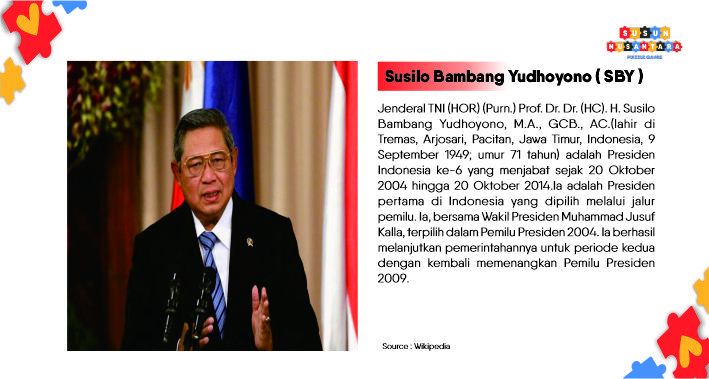 SUSUN
NUSANTARA
PUZZLE GAMES
Susilo Bambang Yudhoyono ( SBY )
Jenderal TNI (HOR) (Purn.) Prof. Dr. Dr. (HC). H. Susilo
Bambang Yudhoyono, M.A., GCB., AC.(lahir di
Tremas, Arjosari, Pacitan, Jawa Timur, Indonesia, 9
September 1949; umur 71 tahun) adalah Presiden
Indonesia ke-6 yang menjabat sejak 20 Oktober
2004 hingga 20 Oktober 2014.Ia adalah Presiden
pertama di Indonesia yang dipilih melalui jalur
pemilu. Ia, bersama Wakil Presiden Muhammad Jusuf
Kalla, terpilih dalam Pemilu Presiden 2004. Ia berhasil
melanjutkan pemerintahannya untuk periode kedua
dengan kembali memenangkan Pemilu Presiden
2009.
Source : Wikipedia